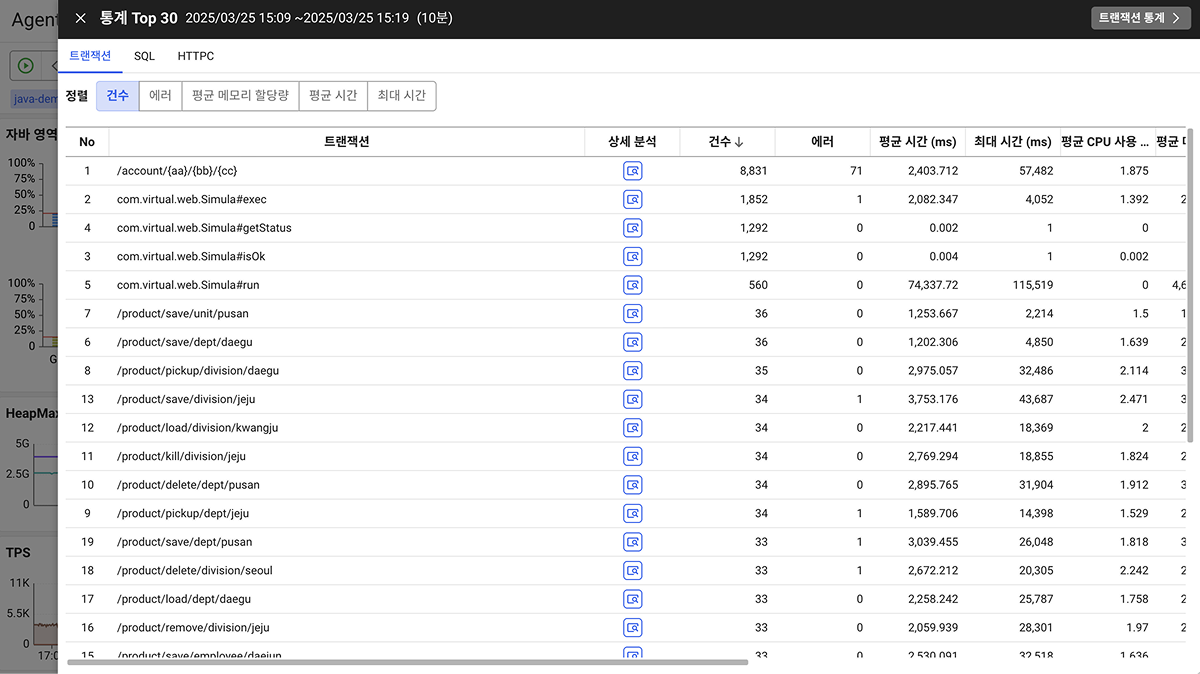 Agent
통계 Top 30 2025/03/25 15:09 ~2025/03/25 15:19 (10분)
트랜잭션 통계
트랜잭션 SQL HTTPC
java-dem
정렬 건수 에러 평균 메모리 할당량 평균 시간 최대 시간
자바 영역
No 트랜잭션 상세 분석 건수 에러 평균 시간 (ms) 최대 시간 (ms) 평균 CPU 사용 ... 평균
100%
75%
50%
25%
0
1 /account/{aa}/{bb}/{cc} 8,831 71 2,403.712 57,482 1.875
2 com.virtual.web.Simula#exec 1,852 1 2,082.347 4,052 1.392 2
4 com.virtual.web.Simula#getStatus 1,292 0 0.002 1 0
3 com.virtual.web.Simula#isOk 1,292 0 0.004 1 0.002
5 com.virtual.web.Simula#run 560 0 74,337.72 115,519 0 4,6
7 /product/save/unit/pusan 36 0 1,253.667 2,214 1.5 1
6 /product/save/dept/daegu 36 0 1,202.306 4,850 1.639 2
8 /product/pickup/division/daegu 35 0 2,975.057 32,486 2.114 3
13 /product/save/division/jeju 34 1 3,753.176 43,687 2.471 3
12 /product/load/division/kwangju 34 0 2,217.441 18,369 2 2
11 /product/kill/division/jeju 34 0 2,769.294 18,855 1.824 2
10 /product/delete/dept/pusan 34 0 2,895.765 31,904 1.912 3
9 /product/pickup/dept/jeju 34 1 1,589.706 14,398 1.529 2
19 /product/save/dept/pusan 33 1 3,039.455 26,048 1.818 3
18 /product/delete/division/seoul 33 1 2,672.212 20,305 2.242 2
17 /product/load/dept/daegu 33 0 2,258.242 25,787 1.758 2
16 /product/remove/division/jeju 33 0 2,059.939 28,301 1.97 2
15 /product/save/employee/daejun 33 0 2,530.091 32,518 1.636
100%
75%
50%
25%
0
G
HeapMax
5G
2.5G
0
TPS
11K
5.5K
0
17:0